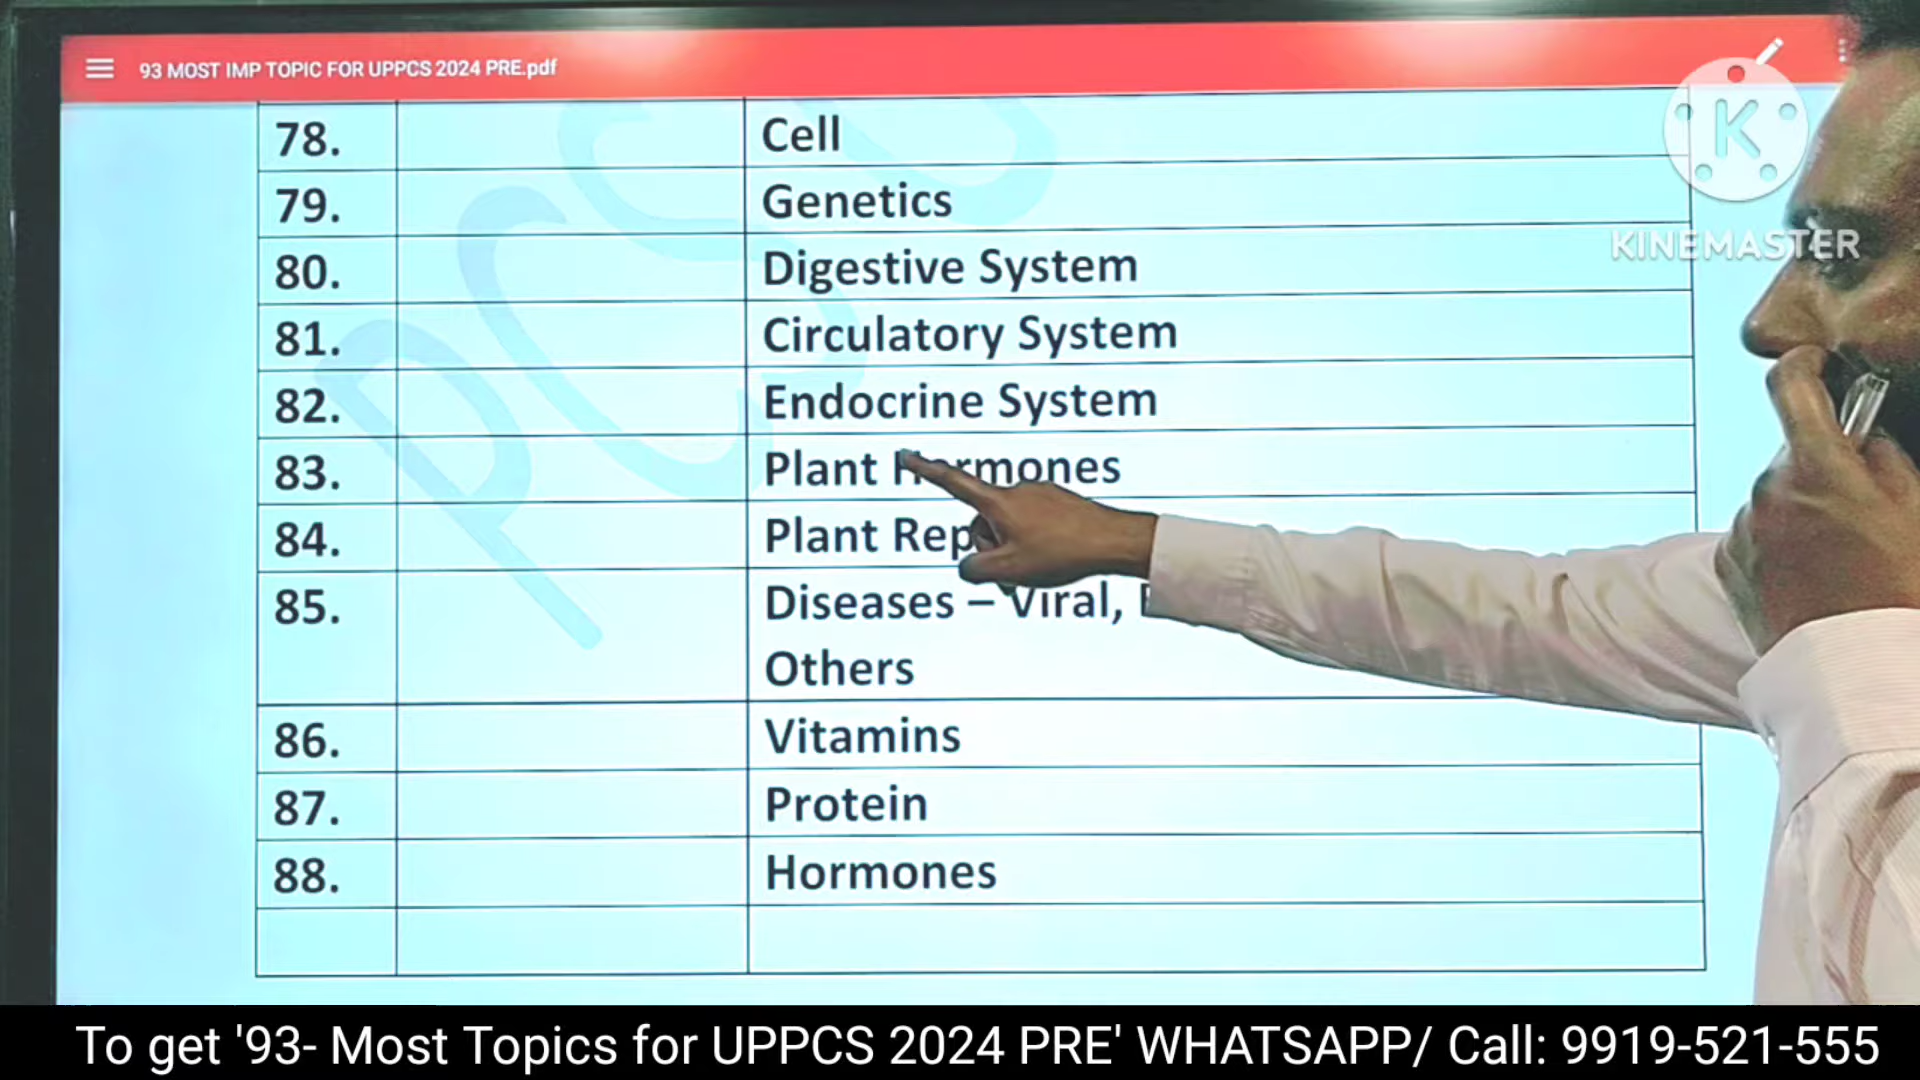 93 MOST IMP TOPIC FOR UPPCS 2024 PRE.pdf
K
KINEMASTER
78. Cell
79. Genetics
80. Digestive System
81. Circulatory System
82. Endocrine System
83. Plant Hormones
84. Plant
85. Diseases – Viral,
Others
86. Vitamins
87. Protein
88. Hormones
PCS
To get '93- Most Topics for UPPCS 2024 PRE' WHATSAPP/ Call: 9919-521-555